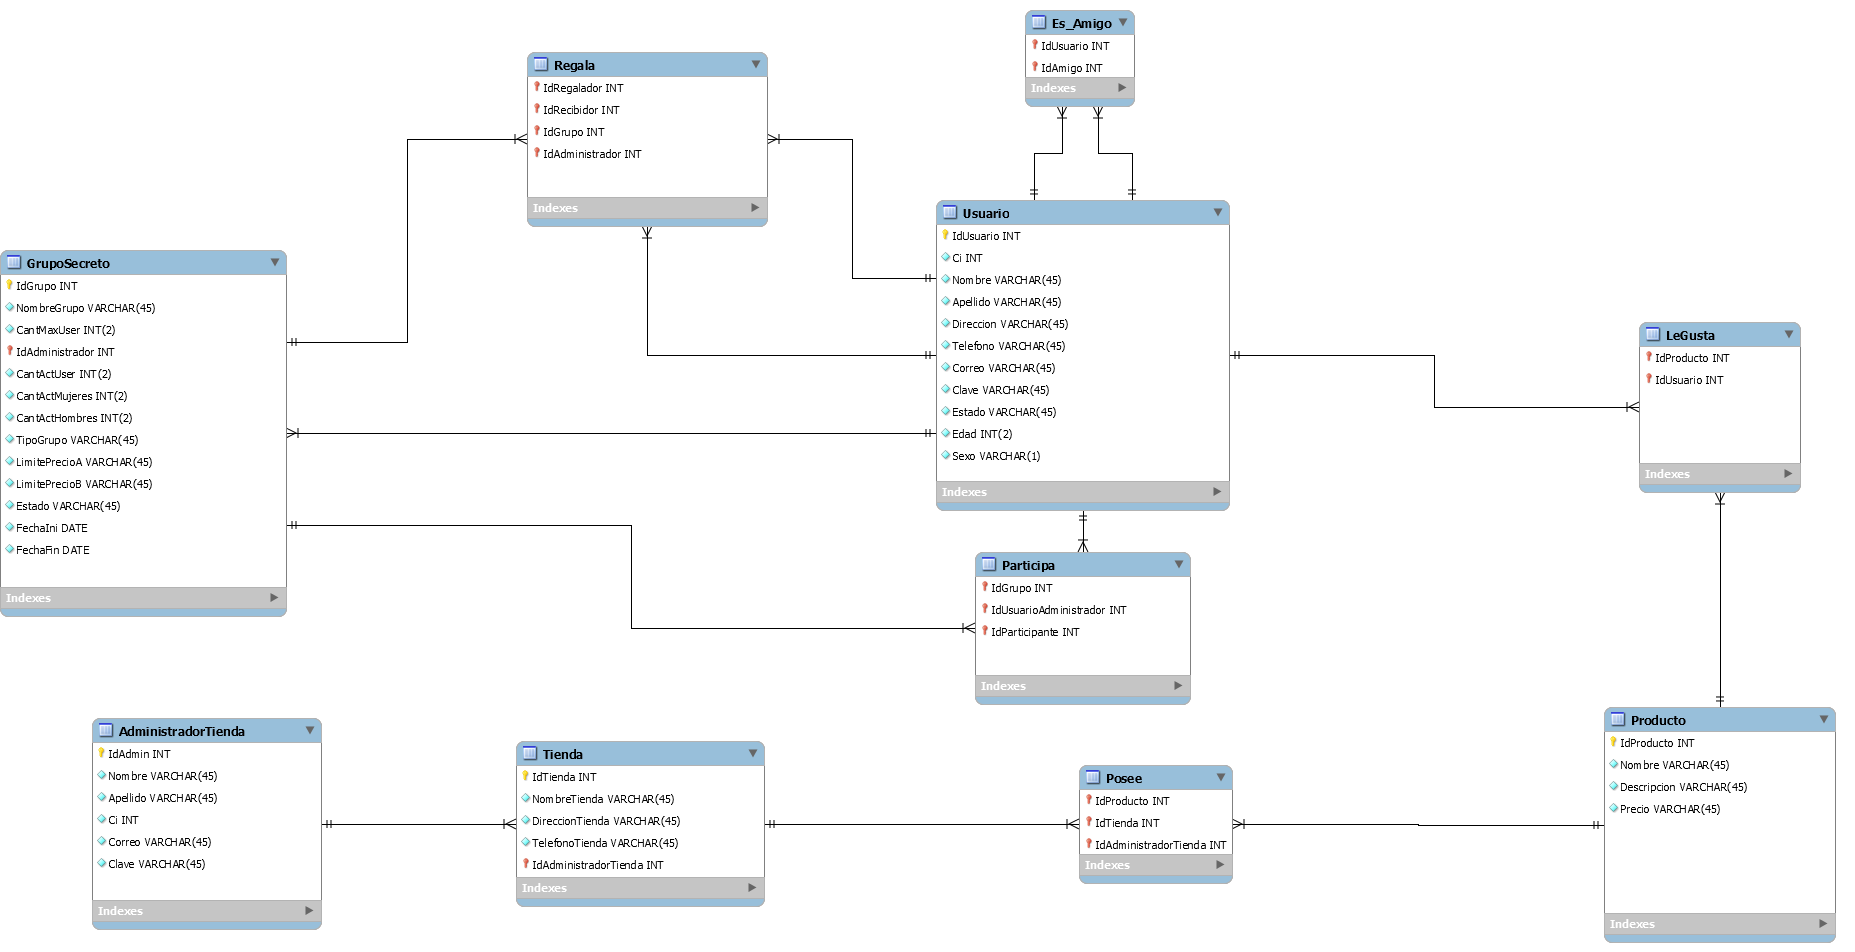 Es_Amigo
IdUsuario INT
IdAmigo INT
Indexes
Regala
IdRegalador INT
IdRecibidor INT
IdGrupo INT
IdAdministrador INT
Indexes
Usuario
IdUsuario INT
Ci INT
Nombre VARCHAR(45)
Apellido VARCHAR(45)
Direccion VARCHAR(45)
Telefono VARCHAR(45)
Correo VARCHAR(45)
Clave VARCHAR(45)
Estado VARCHAR(45)
Edad INT(2)
Sexo VARCHAR(1)
Indexes
GrupoSecreto
IdGrupo INT
NombreGrupo VARCHAR(45)
CantMaxUser INT(2)
IdAdministrador INT
CantActUser INT(2)
CantActMujeres INT(2)
CantActHombres INT(2)
TipoGrupo VARCHAR(45)
LimitePrecioA VARCHAR(45)
LimitePrecioB VARCHAR(45)
Estado VARCHAR(45)
FechaIni DATE
FechaFin DATE
Indexes
LeGusta
IdProducto INT
IdUsuario INT
Indexes
Participa
IdGrupo INT
IdUsuarioAdministrador INT
IdParticipante INT
Indexes
AdministradorTienda
IdAdmin INT
Nombre VARCHAR(45)
Apellido VARCHAR(45)
Ci INT
Correo VARCHAR(45)
Clave VARCHAR(45)
Indexes
Tienda
IdTienda INT
NombreTienda VARCHAR(45)
DireccionTienda VARCHAR(45)
TelefonoTienda VARCHAR(45)
IdAdministradorTienda INT
Indexes
Posee
IdProducto INT
IdTienda INT
IdAdministradorTienda INT
Indexes
Producto
IdProducto INT
Nombre VARCHAR(45)
Descripcion VARCHAR(45)
Precio VARCHAR(45)
Indexes